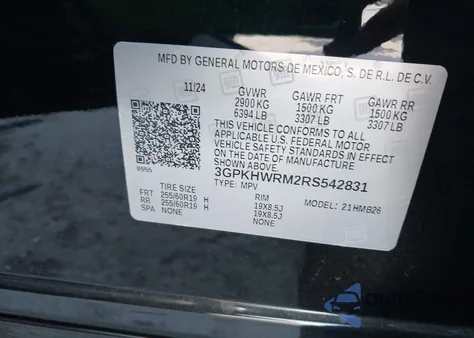 MFD BY GENERAL MOTORS DE MEXICO, S. DE R.L. DE C.V.
11/24 GVWR GAWR FRT GAWR RR
2900 KG 1500 KG 1500 KG
6394 LB 3307 LB 3307 LB
THIS VEHICLE CONFORMS TO ALL
APPLICABLE U.S. FEDERAL MOTOR
VEHICLE SAFETY STANDARDS IN EFFECT
ON THE DATE OF MANUFACTURE
SHOWN ABOVE.
8555 3GPKHWRM2RS542831
TYPE: MPV
TIRE SIZE RIM MODEL: 21HMB26
FRT 255/60R19 H 19X8.5J
RR 255/60R19 H 19X8.5J
SPA NONE NONE